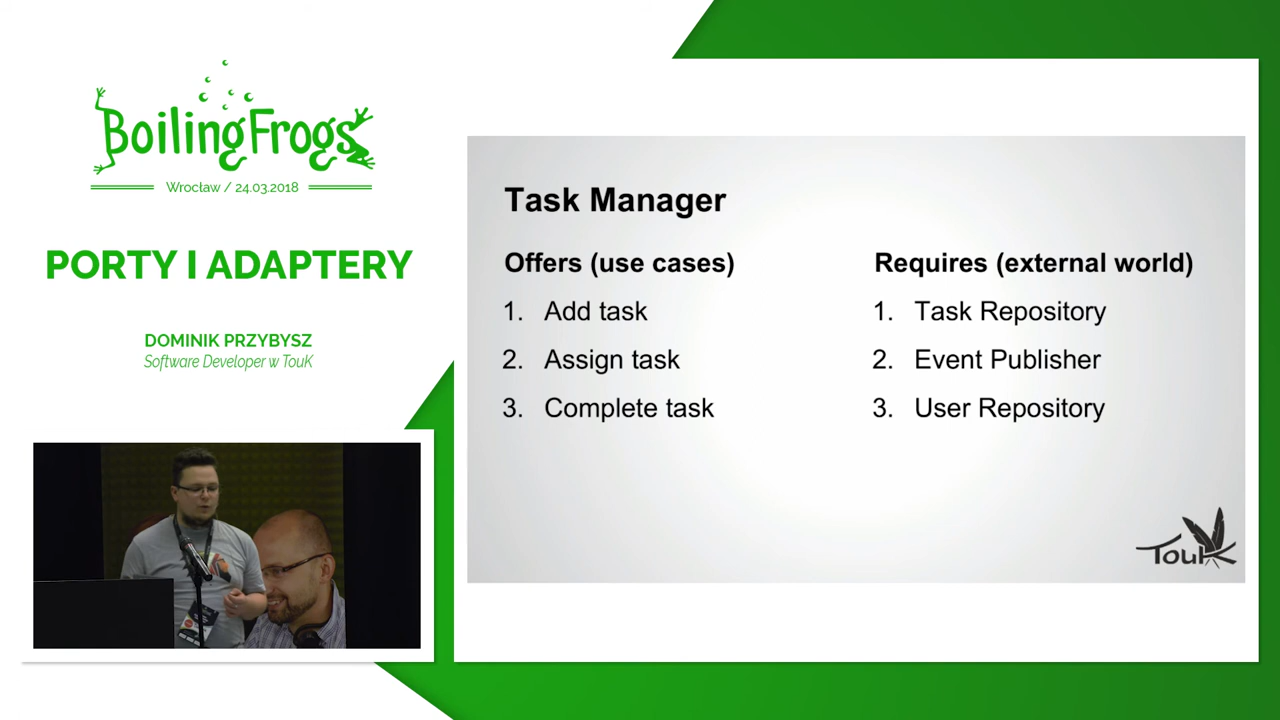 BoilingFrogs
Wrocław / 24.03.2018
PORTY I ADAPTERY
DOMINIK PRZYBYSZ
Software Developer w TouK
Task Manager
Offers (use cases)
1. Add task
2. Assign task
3. Complete task
Requires (external world)
1. Task Repository
2. Event Publisher
3. User Repository
TouK